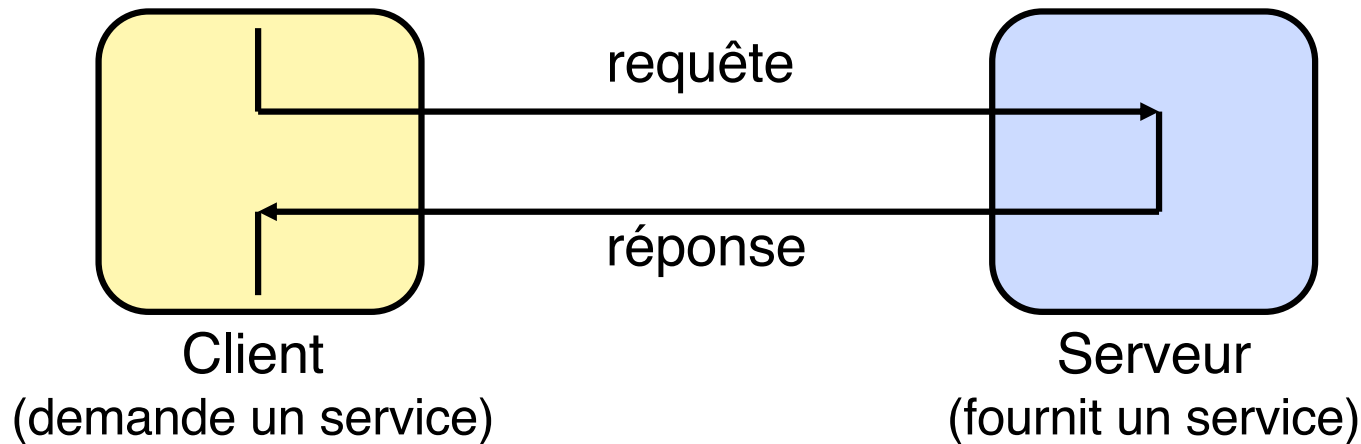 requête
réponse
Client
(demande un service)
Serveur
(fournit un service)